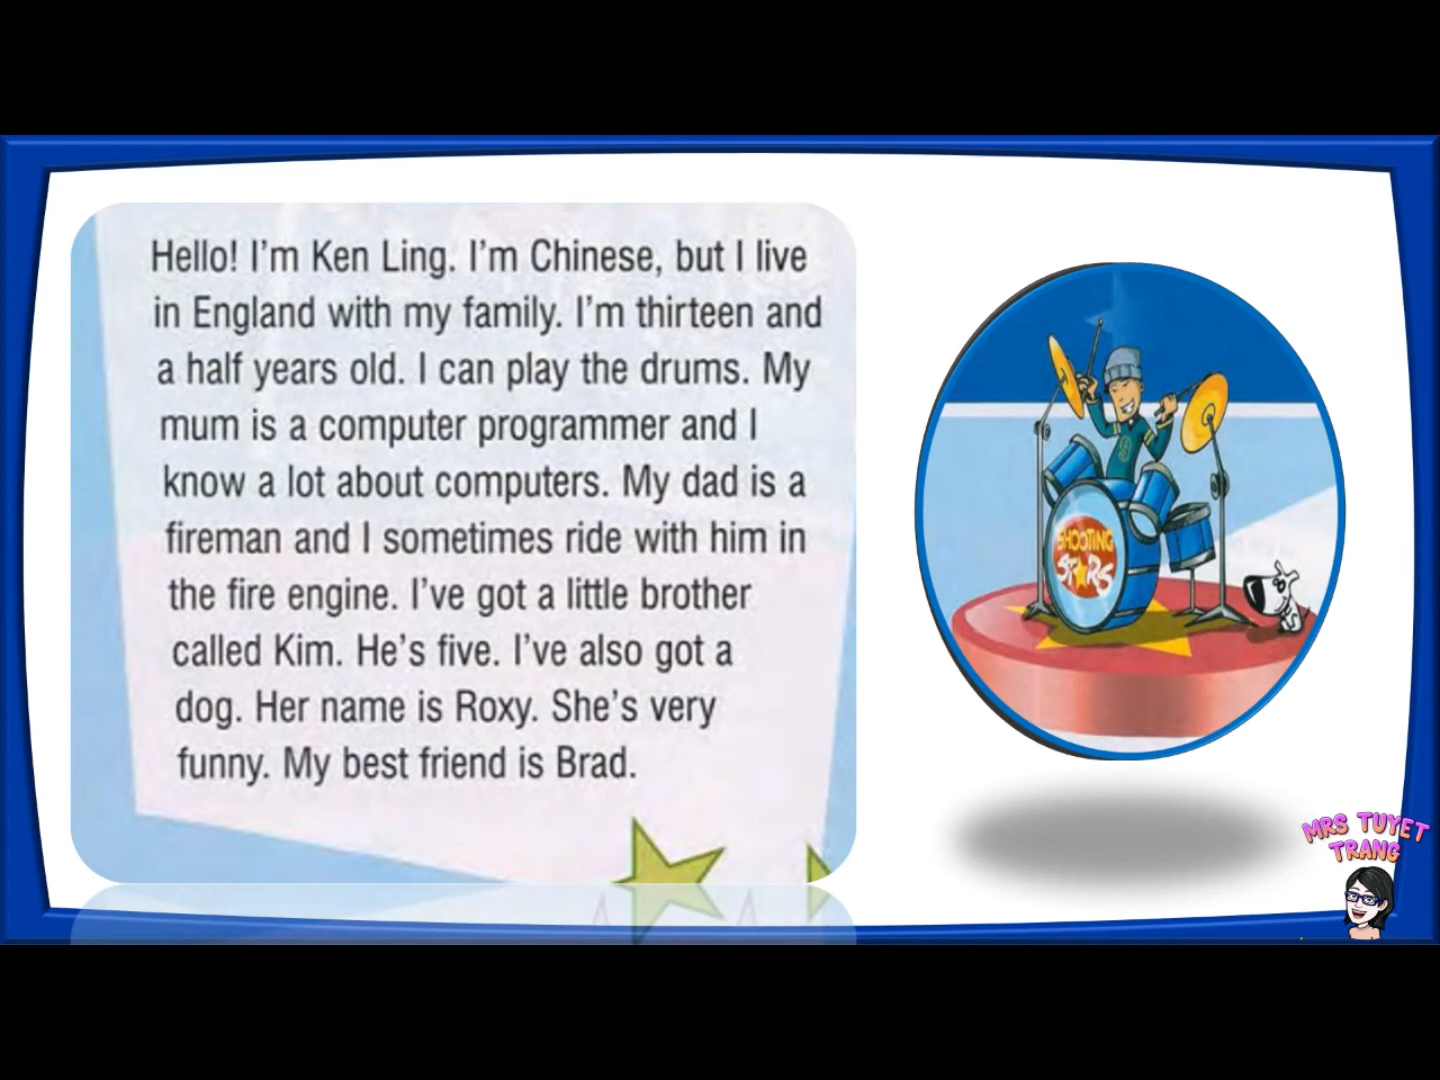 Hello! I'm Ken Ling. I'm Chinese, but I live
in England with my family. I'm thirteen and
a half years old. I can play the drums. My
mum is a computer programmer and I
know a lot about computers. My dad is a
fireman and I sometimes ride with him in
the fire engine. I've got a little brother
called Kim. He's five. I've also got a
dog. Her name is Roxy. She's very
funny. My best friend is Brad.
9
SHOOTING
STARS
MRS TUYET
TRANG